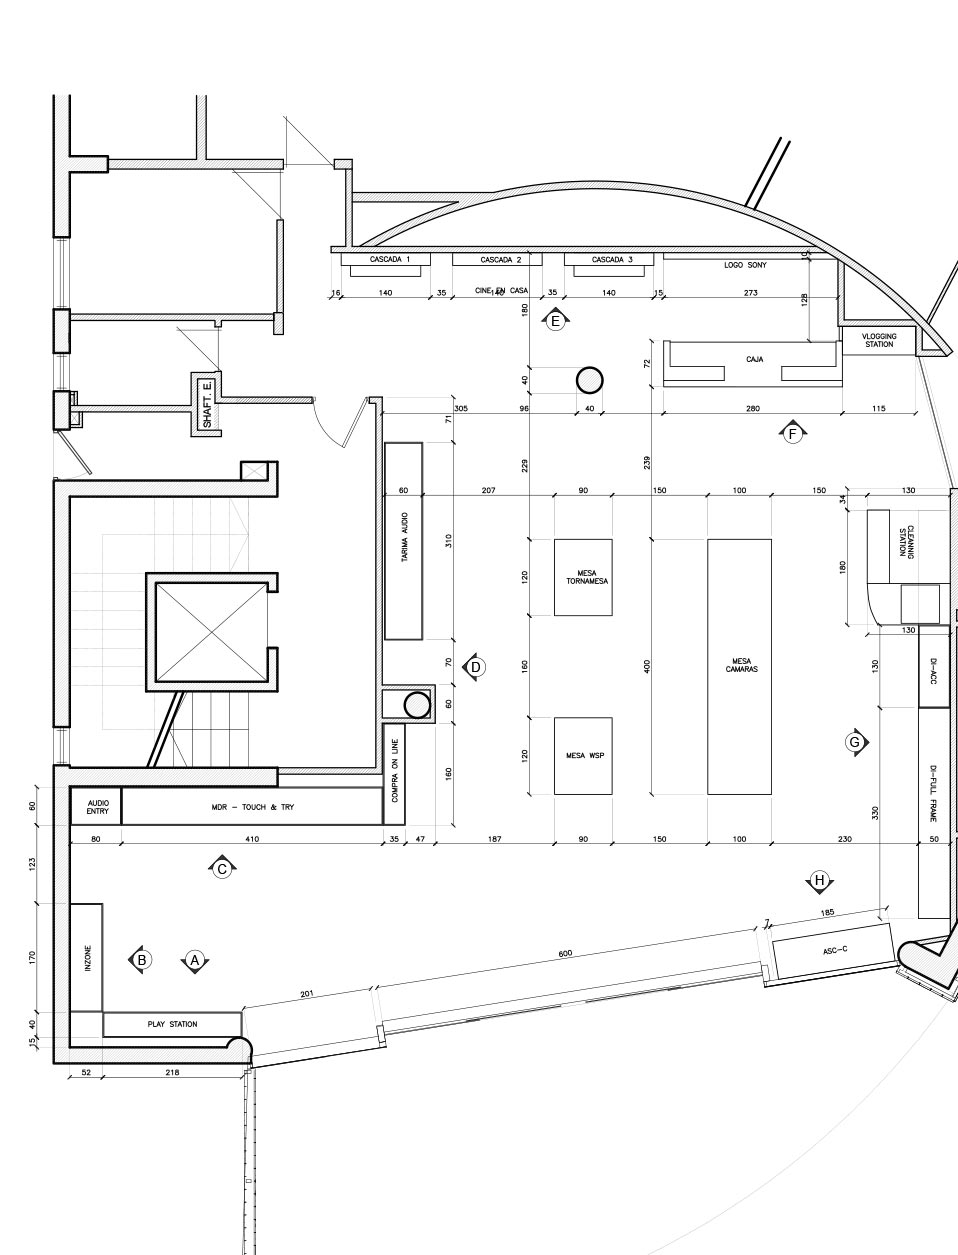 CASCADA 1
CASCADA 2
CASCADA 3
LOGO SONY
10
CINE EN CASA
16
140
35
140
35
140
15
273
128
180
E
VLOGGING
STATION
CAJA
72
40
SHAFT. E.
305
96
40
280
115
71
F
229
239
60
207
90
150
100
150
130
34
TARIMA AUDIO
310
CLEANING
STATION
180
MESA
TORNAMESA
120
130
MESA
CAMARAS
400
160
70
D
DI-ACC
130
60
G
COMPRA ON LINE
MESA WSP
120
160
DI-FULL FRAME
330
60
AUDIO
ENTRY
MDR - TOUCH & TRY
80
410
35
47
187
90
150
100
230
50
123
C
H
185
7
ASC-C
600
INZONE
170
B
A
201
PLAY STATION
40
15
52
218